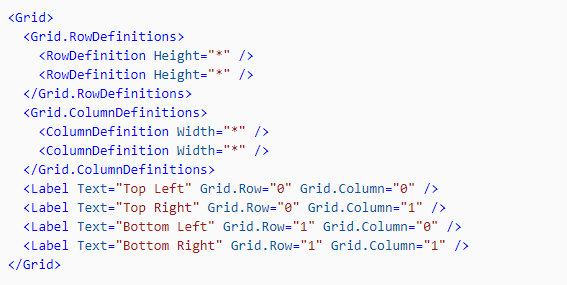 <Grid>
  <Grid.RowDefinitions>
    <RowDefinition Height="*" />
    <RowDefinition Height="*" />
  </Grid.RowDefinitions>
  <Grid.ColumnDefinitions>
    <ColumnDefinition Width="*" />
    <ColumnDefinition Width="*" />
  </Grid.ColumnDefinitions>
  <Label Text="Top Left" Grid.Row="0" Grid.Column="0" />
  <Label Text="Top Right" Grid.Row="0" Grid.Column="1" />
  <Label Text="Bottom Left" Grid.Row="1" Grid.Column="0" />
  <Label Text="Bottom Right" Grid.Row="1" Grid.Column="1" />
</Grid>